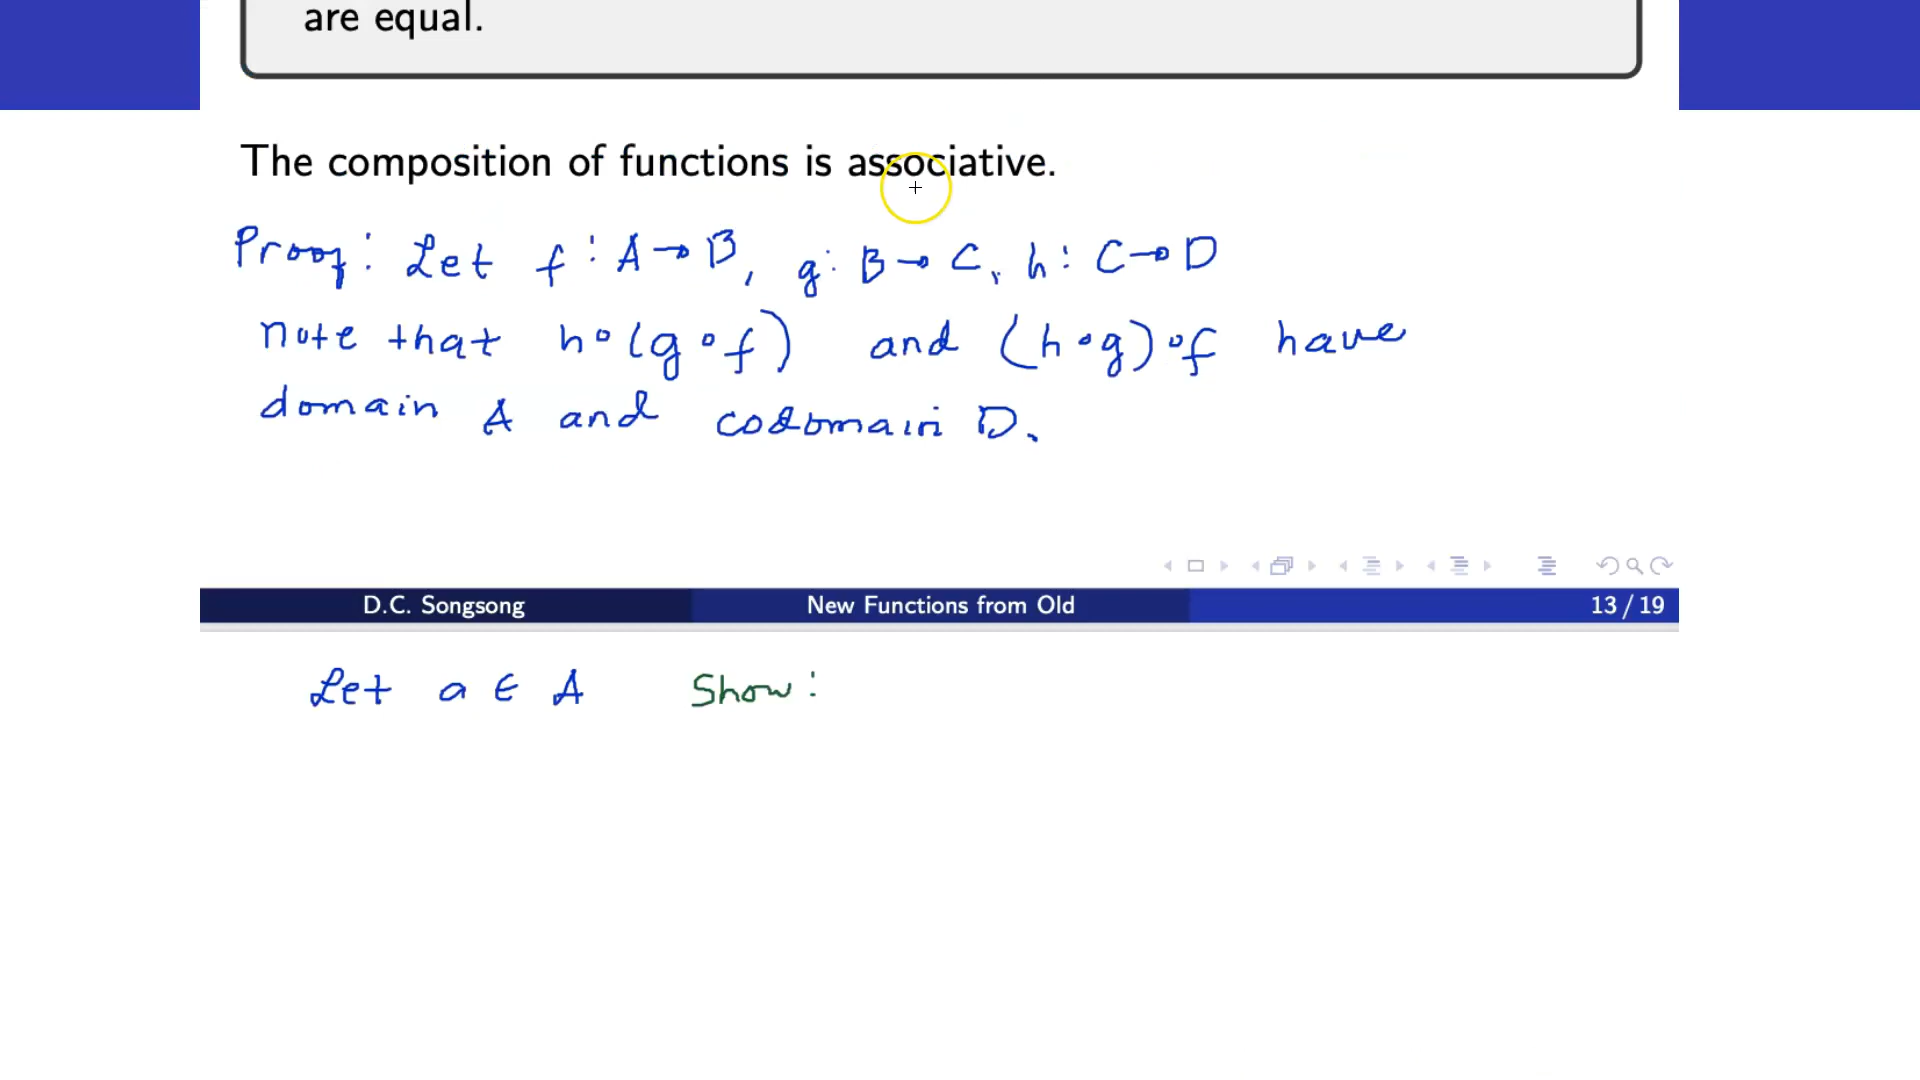 are equal.
The composition of functions is associative.
Proof: Let f: A→B, g: B→C, h: C→D
note that h∘(g∘f) and (h∘g)∘f have
domain A and codomain D.
D.C. Songsong New Functions from Old 13 / 19
Let a ∈ A Show: